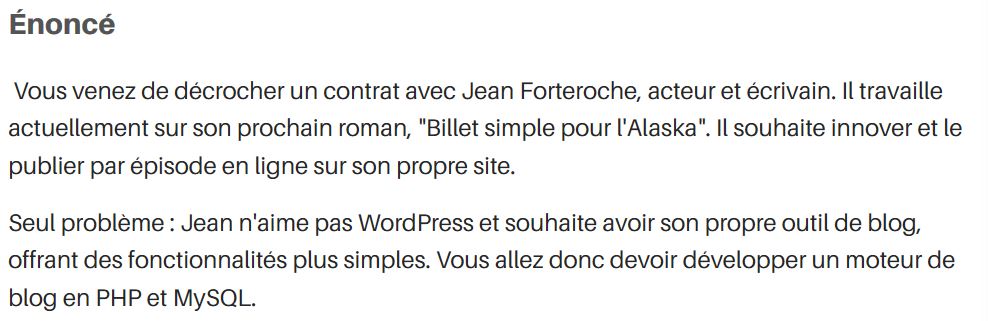 Énoncé
Vous venez de décrocher un contrat avec Jean Forteroche, acteur et écrivain. Il travaille
actuellement sur son prochain roman, "Billet simple pour l'Alaska". Il souhaite innover et le
publier par épisode en ligne sur son propre site.
Seul problème : Jean n'aime pas WordPress et souhaite avoir son propre outil de blog,
offrant des fonctionnalités plus simples. Vous allez donc devoir développer un moteur de
blog en PHP et MySQL.